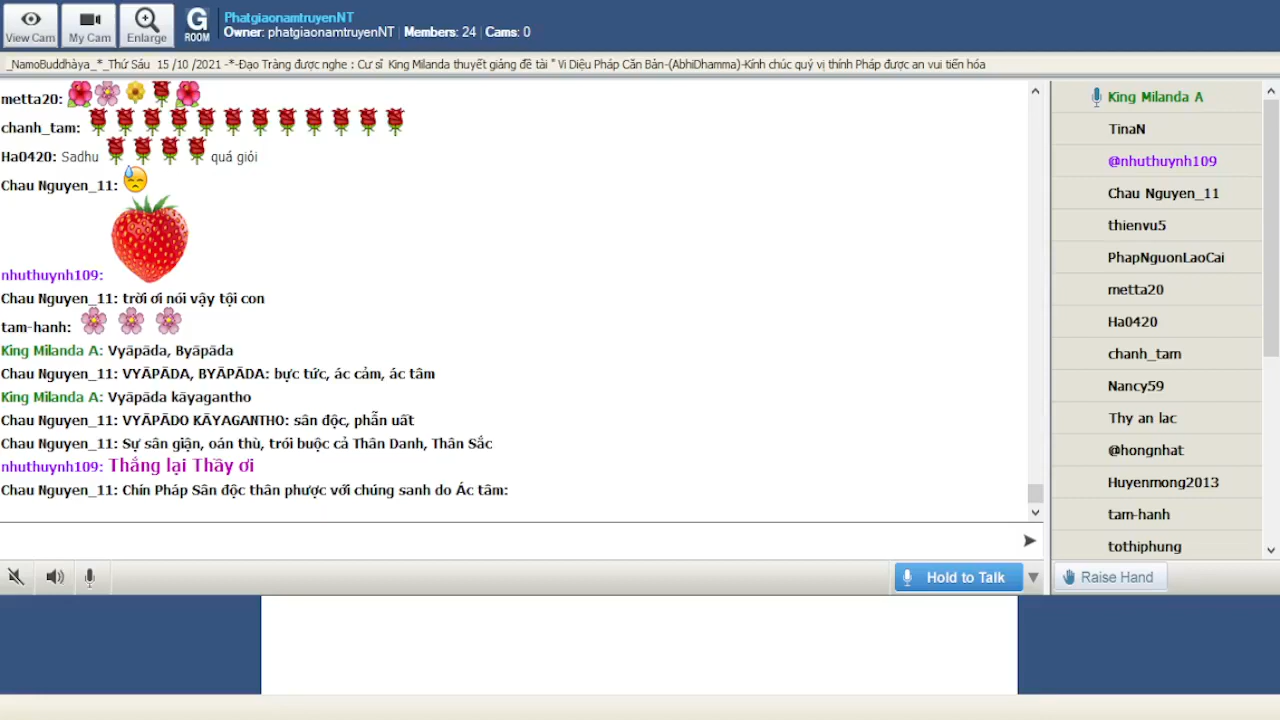 View Cam
My Cam
Enlarge
G
ROOM
PhatgiaonamtruyenNT
Owner: phatgiaonamtruyenNT | Members: 24 | Cams: 0
_NamoBuddhàya_*_Thứ Sáu 15 /10 /2021 -*-Đạo Tràng được nghe : Cư sĩ King Milanda thuyết giảng đề tài " Vi Diệu Pháp Căn Bản-(AbhiDhamma)-Kính chúc quý vị thính Pháp được an vui tiến hóa
metta20:
chanh_tam:
Ha0420: Sadhu quá giỏi
Chau Nguyen_11:
nhuthuynh109:
Chau Nguyen_11: trời ơi nói vậy tội con
tam-hanh:
King Milanda A: Vyāpāda, Byāpāda
Chau Nguyen_11: VYĀPĀDA, BYĀPĀDA: bực tức, ác cảm, ác tâm
King Milanda A: Vyāpāda kāyagantho
Chau Nguyen_11: VYĀPĀDO KĀYAGANTHO: sân độc, phẫn uất
Chau Nguyen_11: Sự sân giận, oán thù, trói buộc cả Thân Danh, Thân Sắc
nhuthuynh109: Thắng lại Thầy ơi
Chau Nguyen_11: Chín Pháp Sân độc thân phược với chúng sanh do Ác tâm:
Hold to Talk
King Milanda A
TinaN
@nhuthuynh109
Chau Nguyen_11
thienvu5
PhapNguonLaoCai
metta20
Ha0420
chanh_tam
Nancy59
Thy an lac
@hongnhat
Huyenmong2013
tam-hanh
tothiphung
Raise Hand